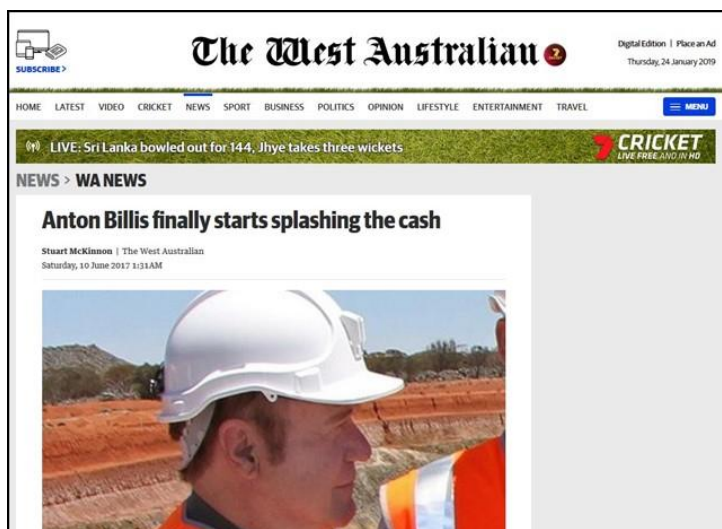 The West Australian
7
SUBSCRIBE >
Digital Edition | Place an Ad
Thursday, 24 January 2019
HOME LATEST VIDEO CRICKET NEWS SPORT BUSINESS POLITICS OPINION LIFESTYLE ENTERTAINMENT TRAVEL MENU
LIVE: Sri Lanka bowled out for 144, Jhye takes three wickets
7 CRICKET
LIVE FREE AND IN HD
NEWS > WA NEWS
Anton Billis finally starts splashing the cash
Stuart McKinnon | The West Australian
Saturday, 10 June 2017 1:31AM